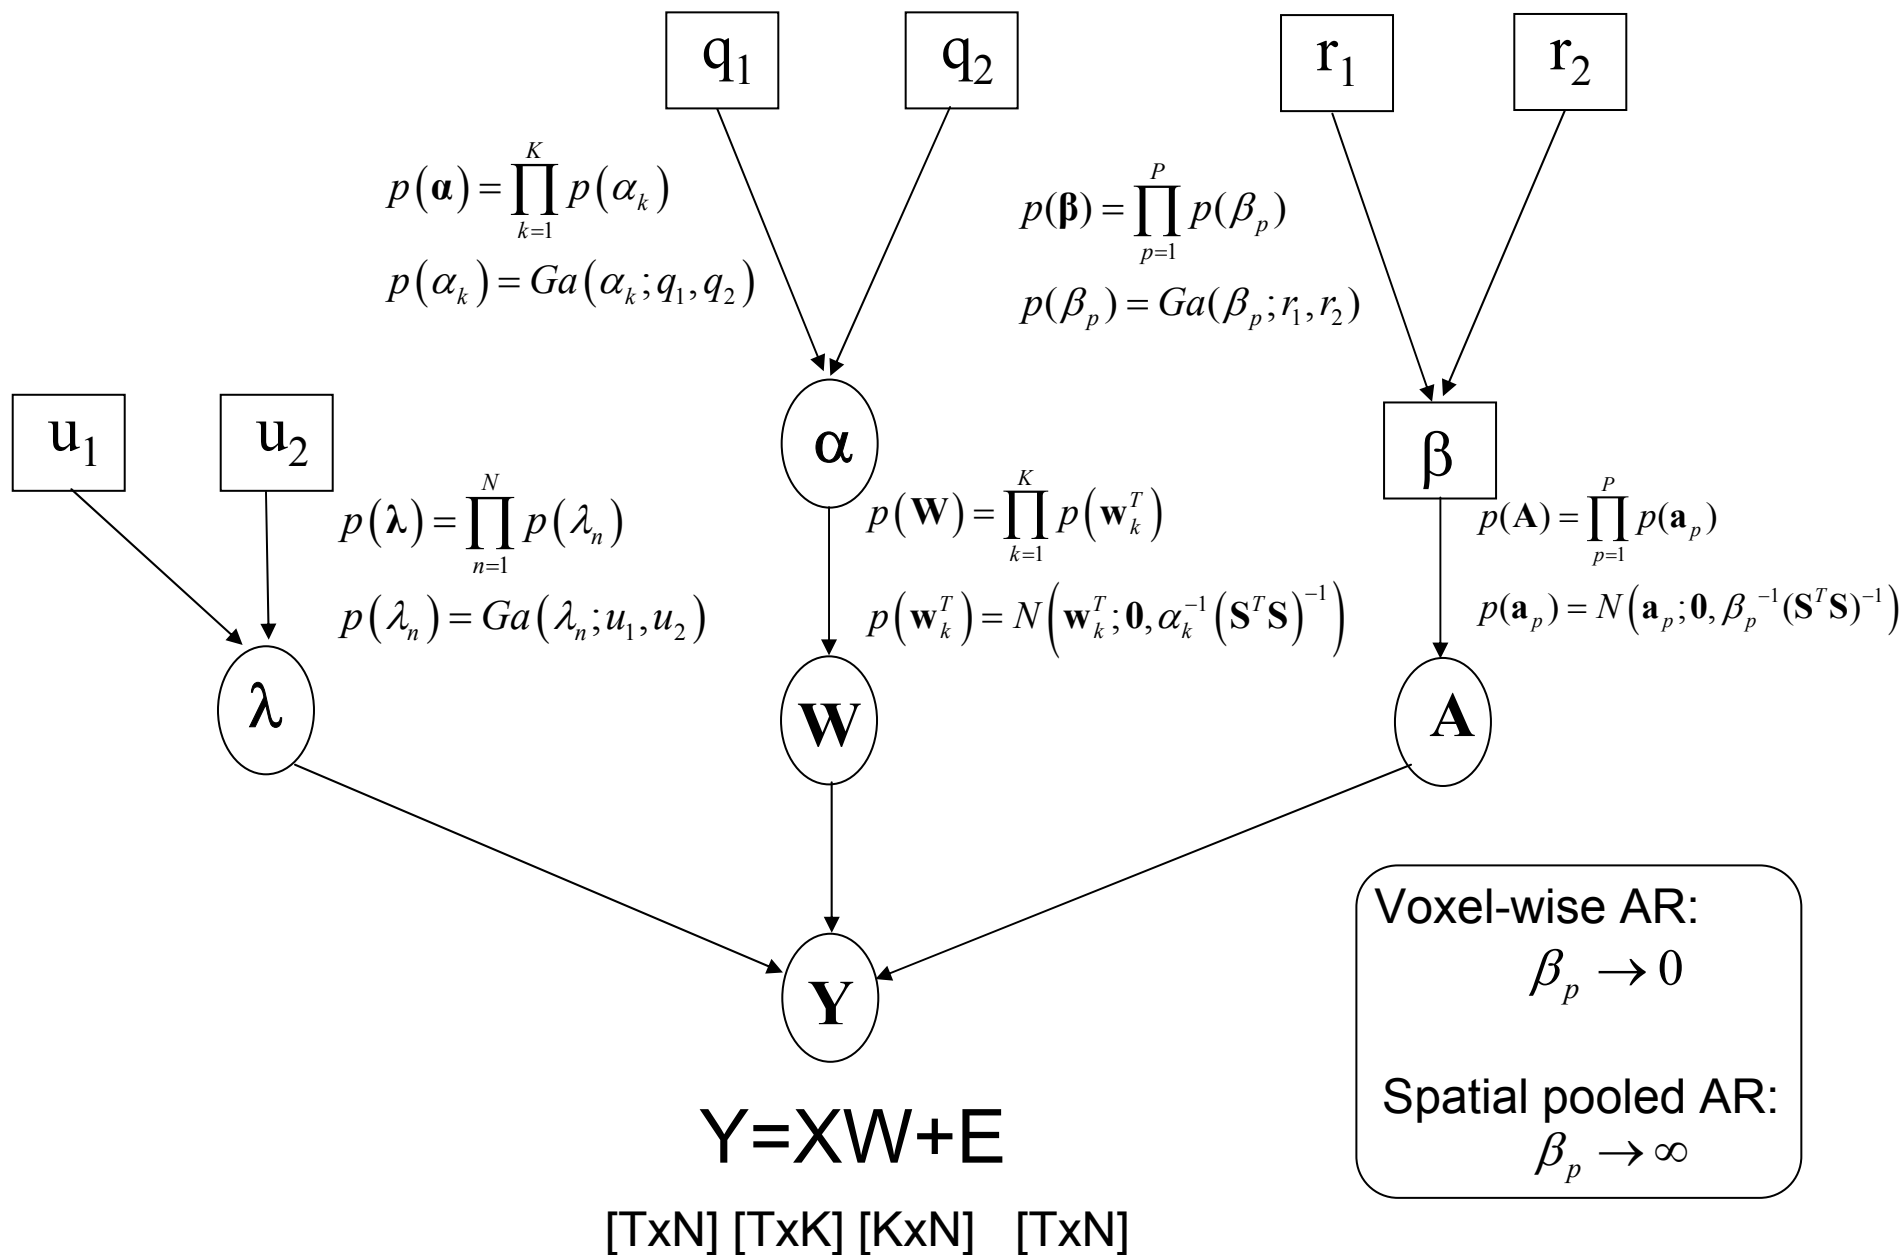 q₁ q₂ r₁ r₂
p(𝛂) = ∏_{k=1}^{K} p(α_k)
p(α_k) = Ga(α_k; q₁, q₂)
p(𝛃) = ∏_{p=1}^{P} p(β_p)
p(β_p) = Ga(β_p; r₁, r₂)
u₁ u₂ α β
p(𝛌) = ∏_{n=1}^{N} p(λ_n)
p(λ_n) = Ga(λ_n; u₁, u₂)
p(𝐖) = ∏_{k=1}^{K} p(𝐰_k^T)
p(𝐰_k^T) = N(𝐰_k^T; 𝟎, α_k^{-1}(𝐒^T𝐒)^{-1})
p(𝐀) = ∏_{p=1}^{P} p(𝐚_p)
p(𝐚_p) = N(𝐚_p; 𝟎, β_p^{-1}(𝐒^T𝐒)^{-1})
λ W A
Y
Voxel-wise AR:
β_p → 0
Spatial pooled AR:
β_p → ∞
Y=XW+E
[TxN] [TxK] [KxN] [TxN]